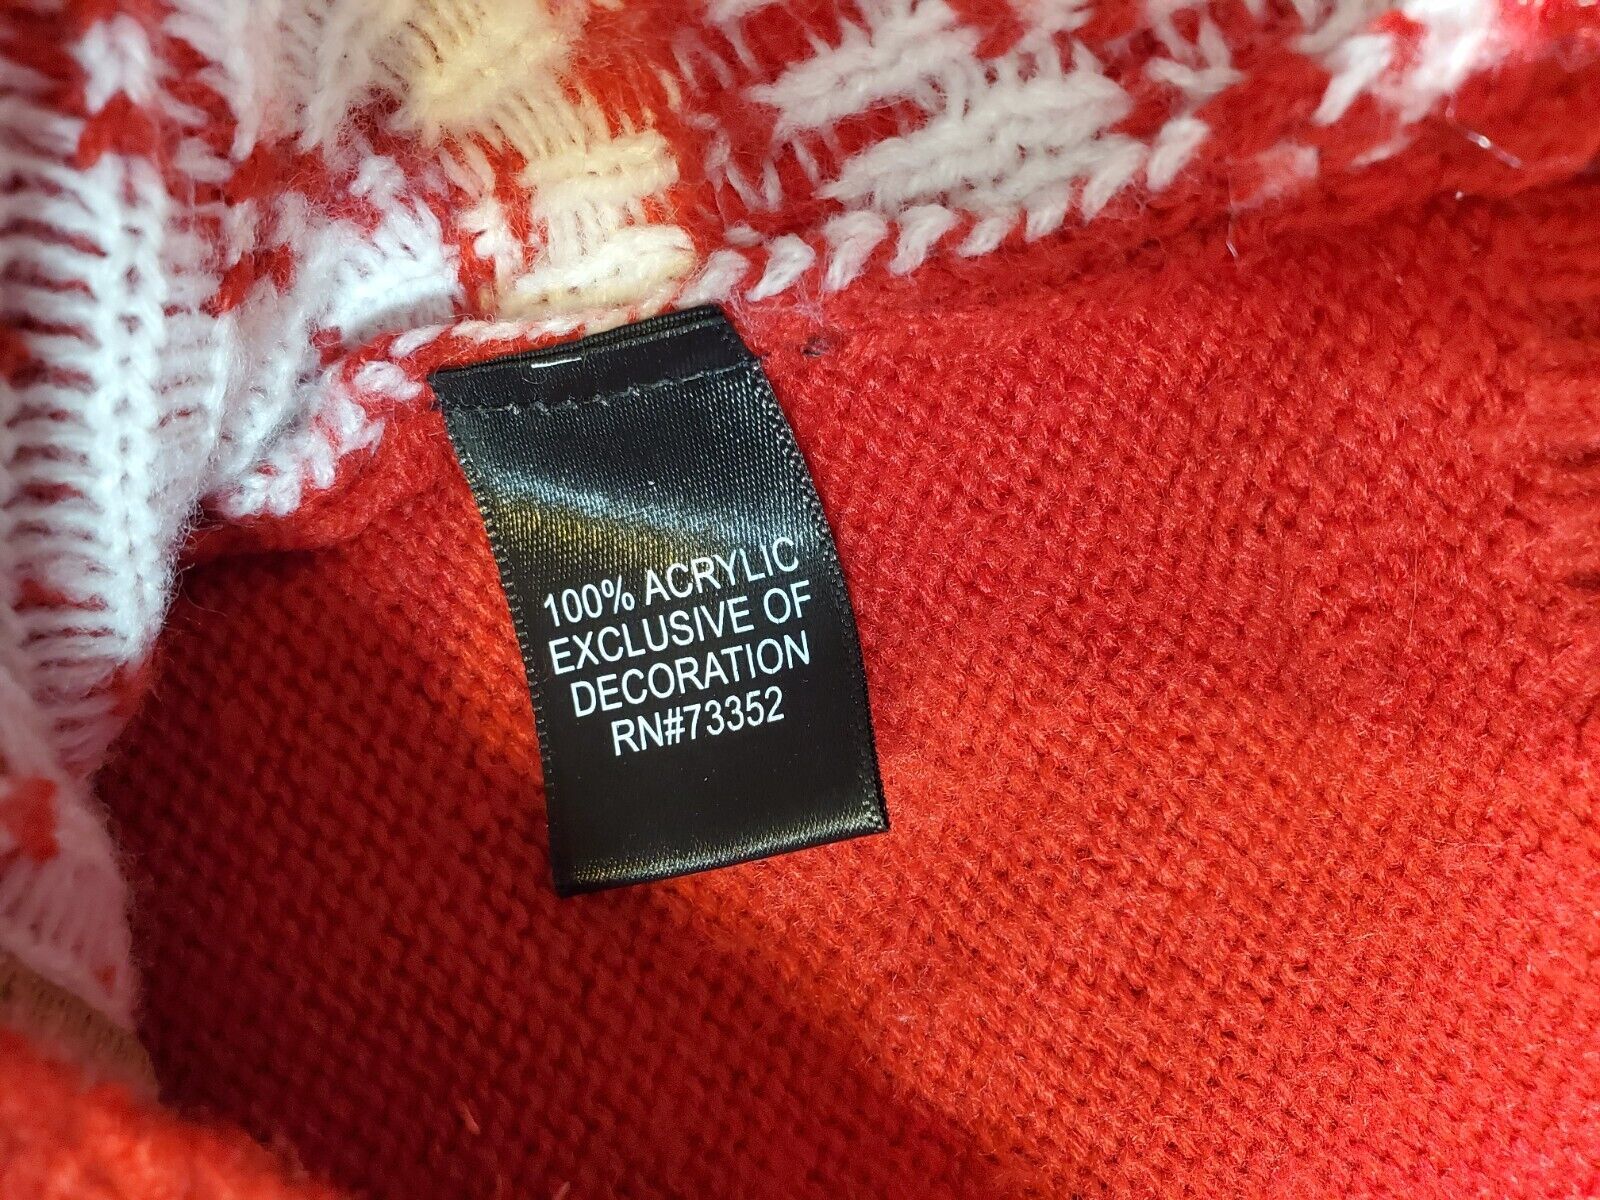 100% ACRYLIC
EXCLUSIVE OF
DECORATION
RN#73352